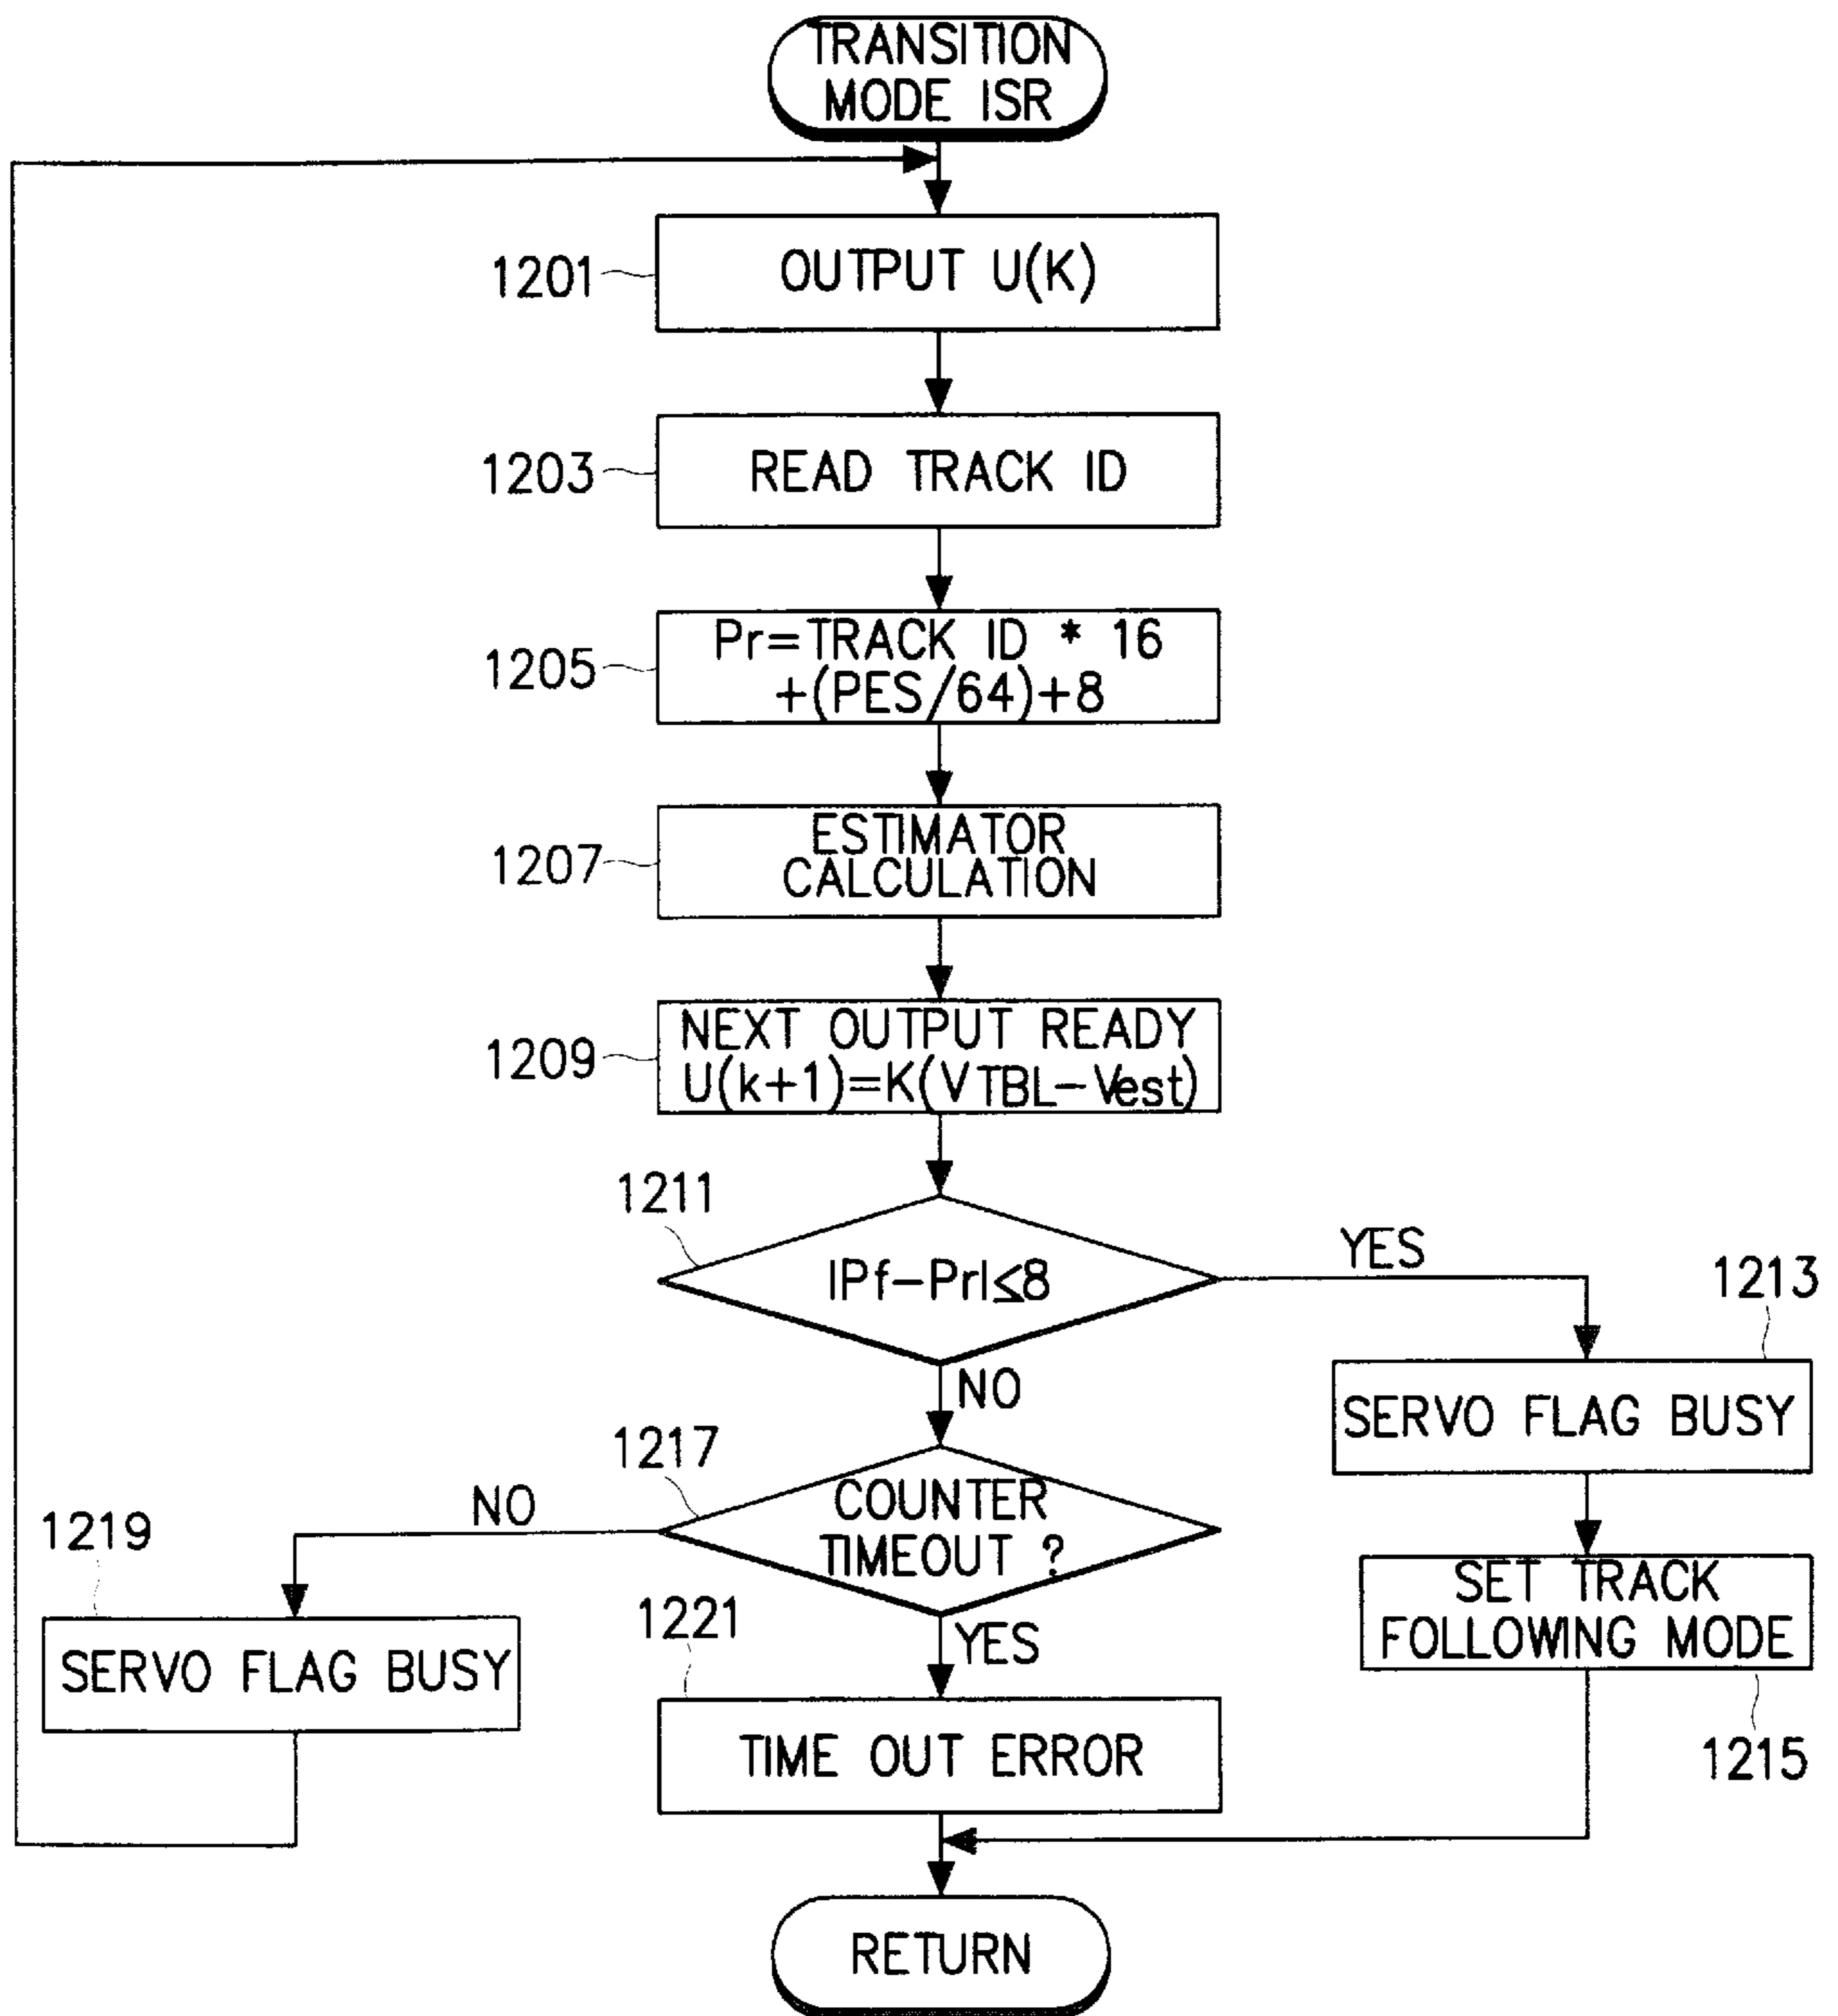 TRANSITION
MODE ISR
1201
OUTPUT U(K)
1203
READ TRACK ID
1205
Pr=TRACK ID * 16
+(PES/64)+8
1207
ESTIMATOR
CALCULATION
1209
NEXT OUTPUT READY
U(k+1)=K(VTBL-Vest)
1211
|Pf-Pr|≤8
YES
NO
1213
SERVO FLAG BUSY
1217
COUNTER
TIMEOUT ?
NO
YES
1219
SERVO FLAG BUSY
1221
TIME OUT ERROR
SET TRACK
FOLLOWING MODE
1215
RETURN